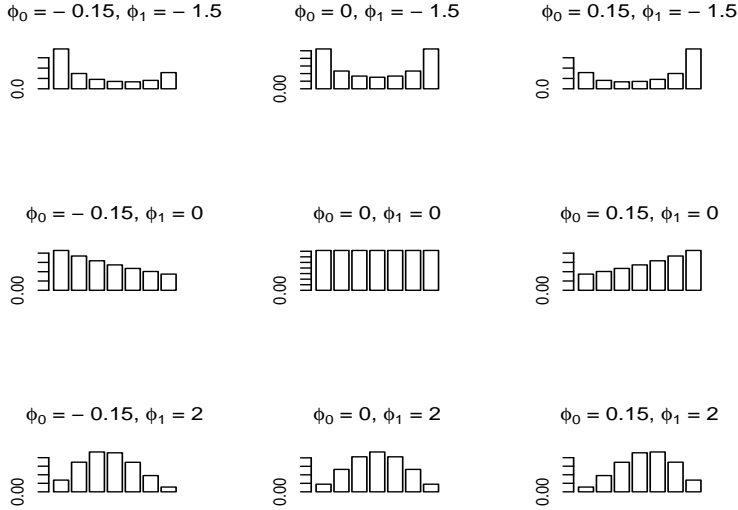 ϕ₀ = − 0.15, ϕ₁ = − 1.5
ϕ₀ = 0, ϕ₁ = − 1.5
ϕ₀ = 0.15, ϕ₁ = − 1.5
0.0
0.00
0.0
ϕ₀ = − 0.15, ϕ₁ = 0
ϕ₀ = 0, ϕ₁ = 0
ϕ₀ = 0.15, ϕ₁ = 0
0.00
0.00
0.00
ϕ₀ = − 0.15, ϕ₁ = 2
ϕ₀ = 0, ϕ₁ = 2
ϕ₀ = 0.15, ϕ₁ = 2
0.00
0.00
0.00